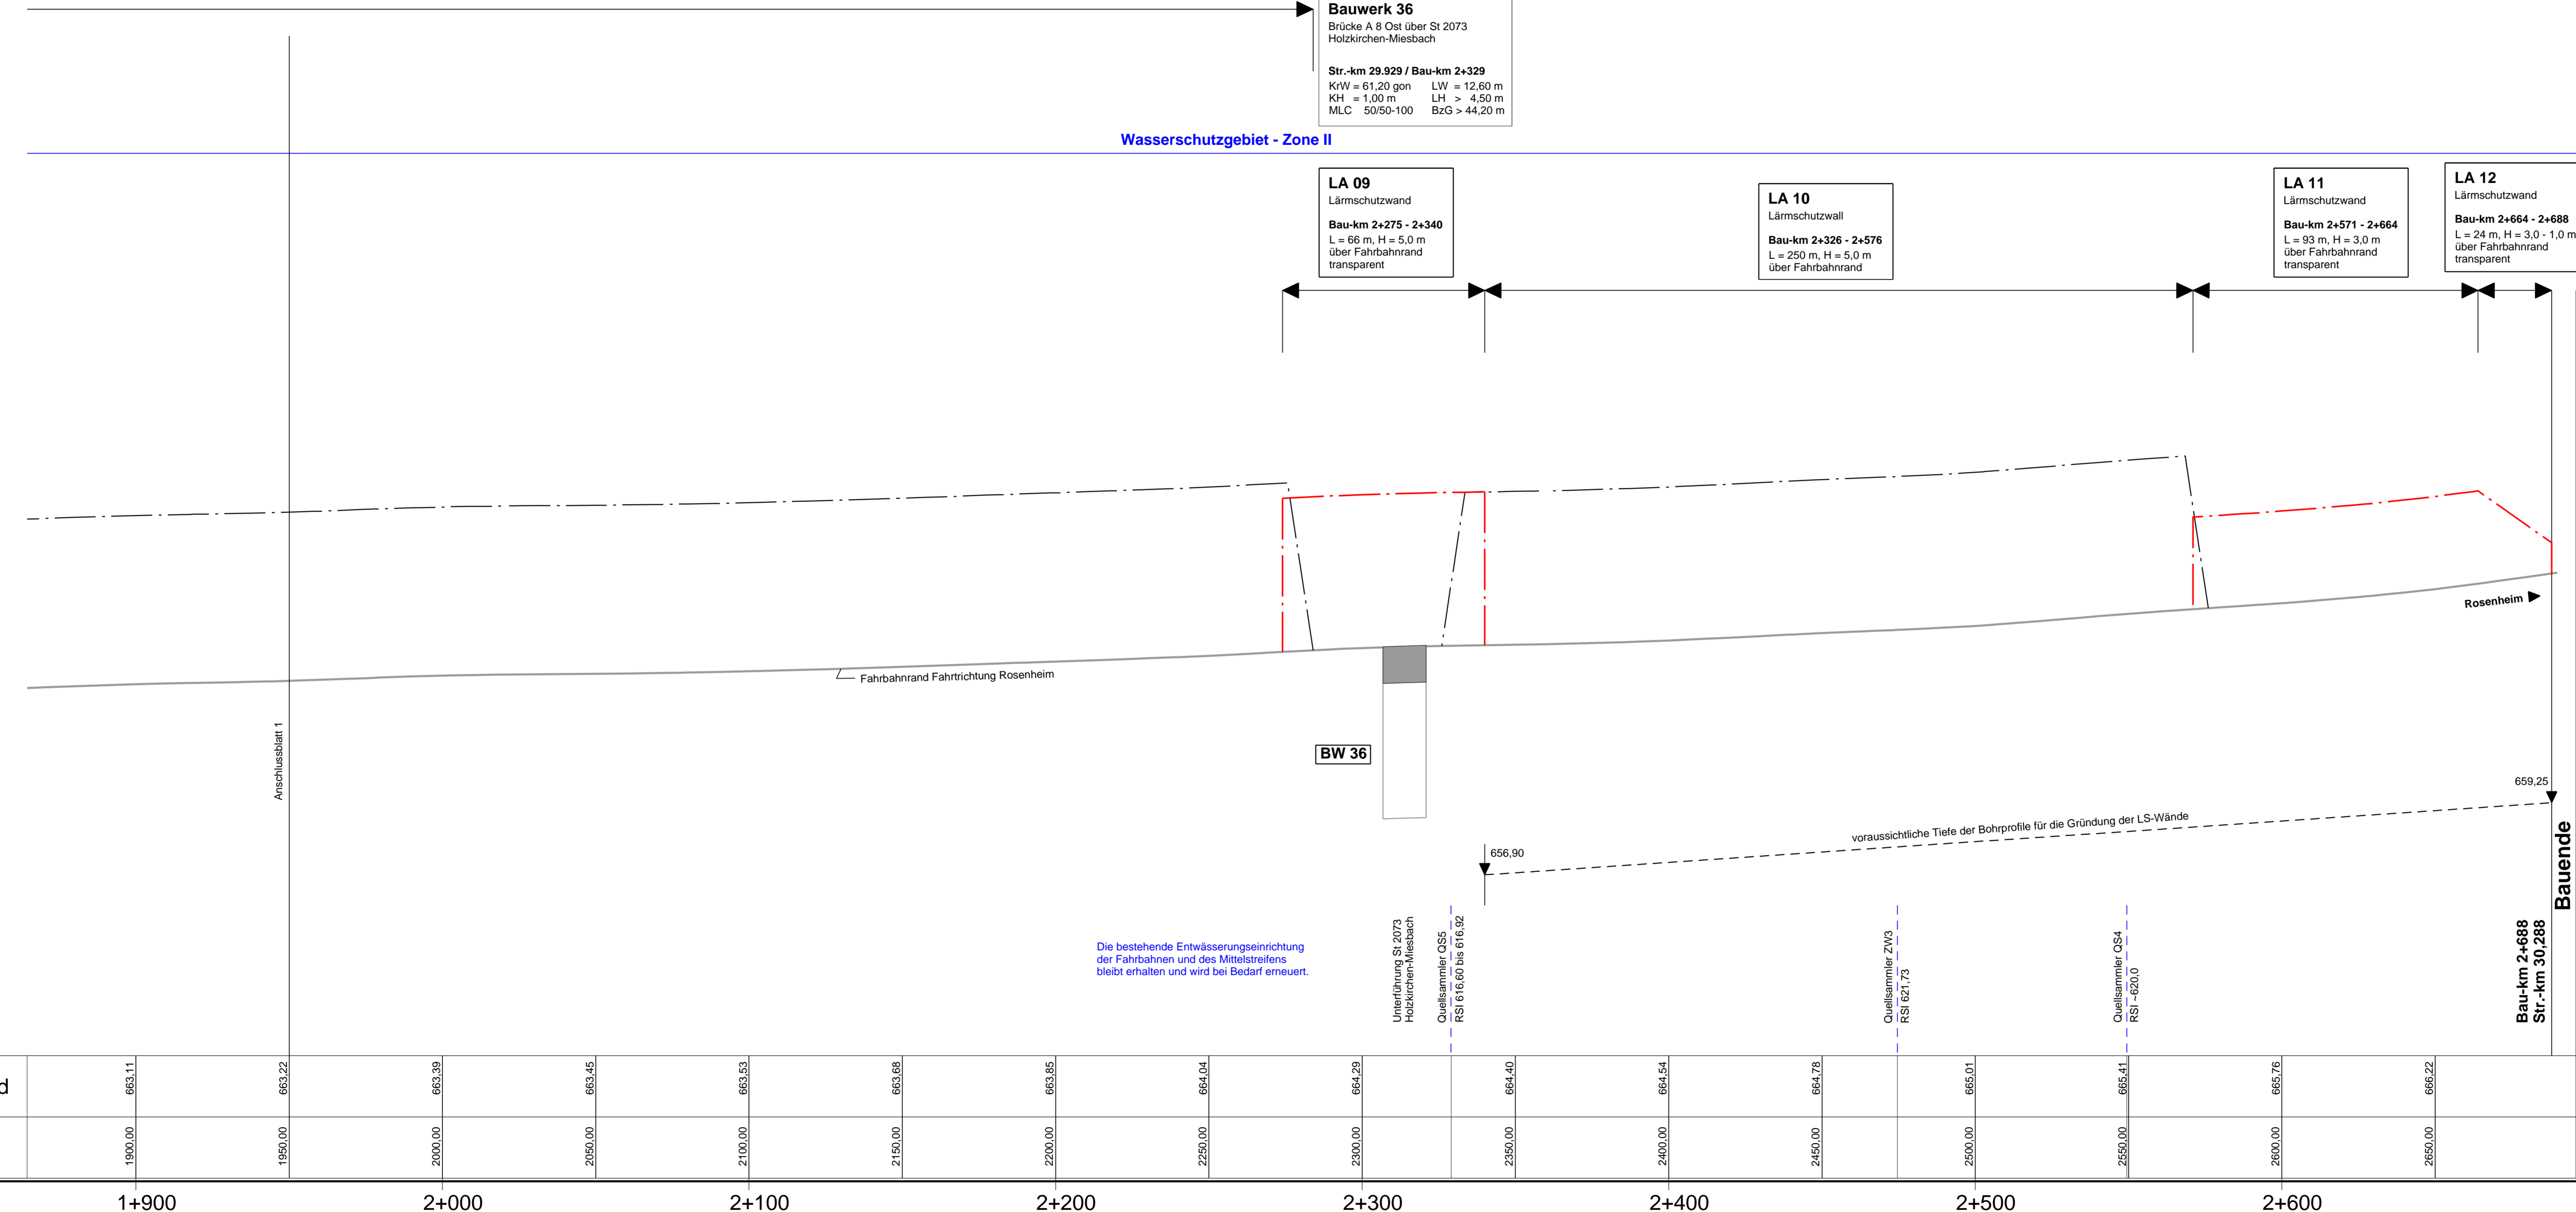 Bauwerk 36
Brücke A 8 Ost über St 2073
Holzkirchen-Miesbach
Str.-km 29.929 / Bau-km 2+329
KrW = 61,20 gon LW = 12,60 m
KH = 1,00 m LH > 4,50 m
MLC 50/50-100 BzG > 44,20 m
Wasserschutzgebiet - Zone II
LA 09
Lärmschutzwand
Bau-km 2+275 - 2+340
L = 66 m, H = 5,0 m
über Fahrbahnrand
transparent
LA 10
Lärmschutzwall
Bau-km 2+326 - 2+576
L = 250 m, H = 5,0 m
über Fahrbahnrand
LA 11
Lärmschutzwand
Bau-km 2+571 - 2+664
L = 93 m, H = 3,0 m
über Fahrbahnrand
transparent
LA 12
Lärmschutzwand
Bau-km 2+664 - 2+688
L = 24 m, H = 3,0 - 1,0 m
über Fahrbahnrand
transparent
Rosenheim
Fahrbahnrand Fahrtrichtung Rosenheim
Anschlussblatt 1
BW 36
659,25
voraussichtliche Tiefe der Bohrprofile für die Gründung der LS-Wände
656,90
Bauende
Die bestehende Entwässerungseinrichtung
der Fahrbahnen und des Mittelstreifens
bleibt erhalten und wird bei Bedarf erneuert.
Unterführung St 2073
Holzkirchen-Miesbach
Quellsammler QS5
RSI 616,60 bis 616,92
Quellsammler ZW3
RSI 621,73
Quellsammler QS4
RSI ~620,0
Bau-km 2+688
Str.-km 30,288
d
663,11 663,22 663,39 663,45 663,53 663,68 663,85 664,04 664,29 664,40 664,54 664,78 665,01 665,41 665,76 666,22
1900,00 1950,00 2000,00 2050,00 2100,00 2150,00 2200,00 2250,00 2300,00 2350,00 2400,00 2450,00 2500,00 2550,00 2600,00 2650,00
1+900 2+000 2+100 2+200 2+300 2+400 2+500 2+600